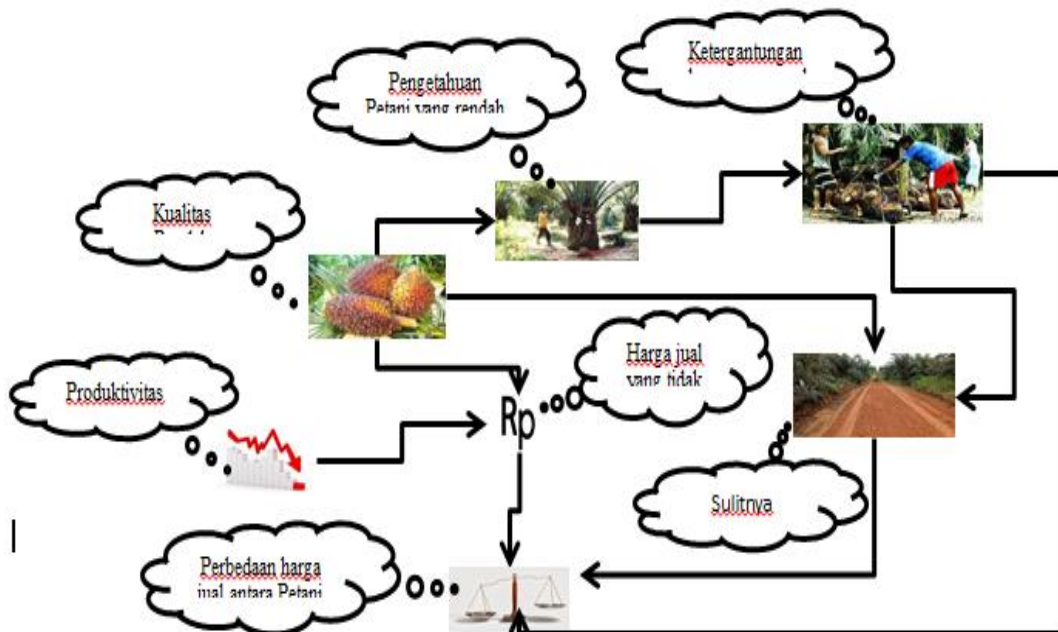 Ketergantungan
Pengetahuan
Petani yang rendah
Kualitas
Harga jual
yang tidak
Produktivitas
Rp
Sulitnya
Perbedaan harga
jual antara Petani